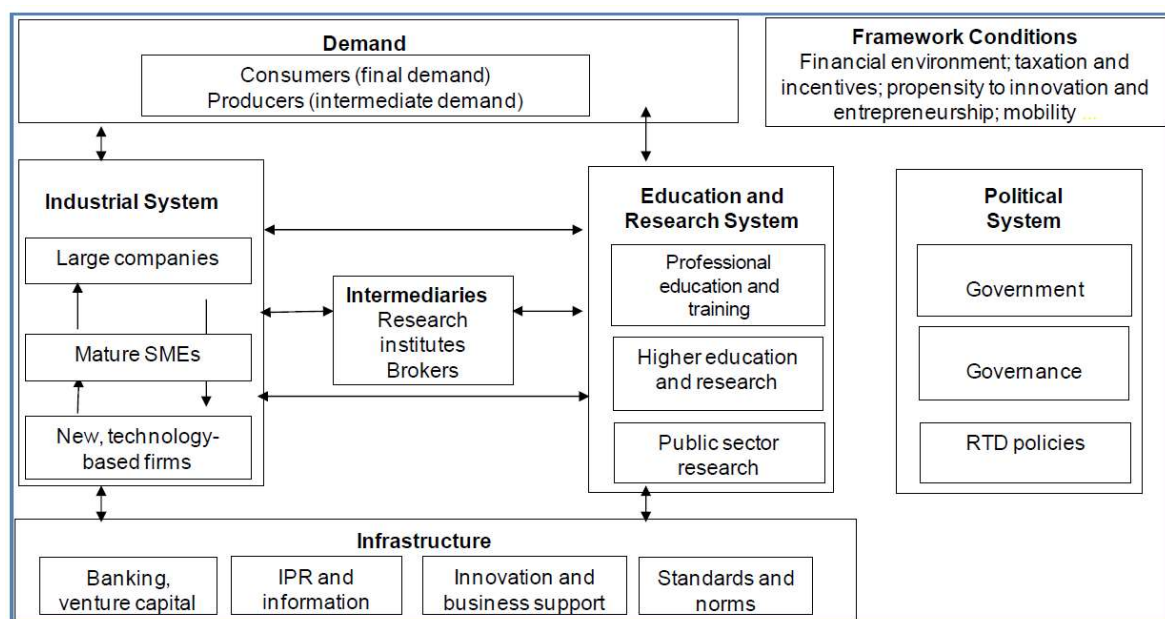 Demand
Consumers (final demand)
Producers (intermediate demand)
Framework Conditions
Financial environment; taxation and
incentives; propensity to innovation and
entrepreneurship; mobility ...
Industrial System
Large companies
Mature SMEs
New, technology-
based firms
Intermediaries
Research
institutes
Brokers
Education and
Research System
Professional
education and
training
Higher education
and research
Public sector
research
Political
System
Government
Governance
RTD policies
Infrastructure
Banking,
venture capital
IPR and
information
Innovation and
business support
Standards and
norms